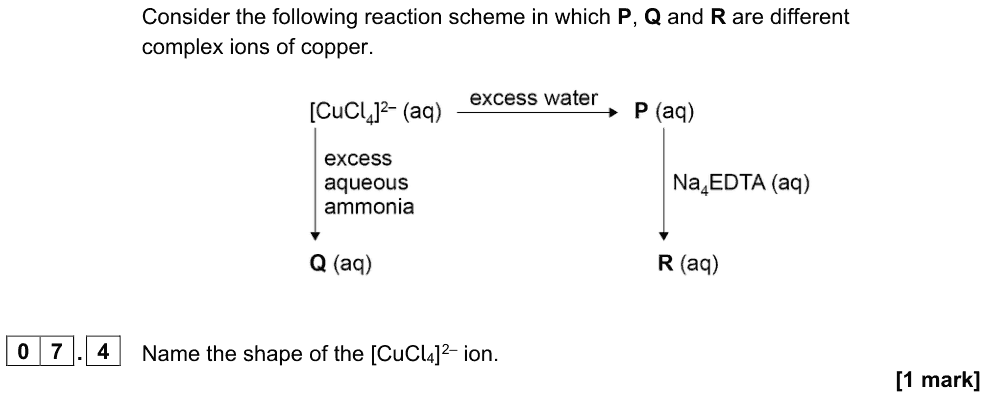 Consider the following reaction scheme in which P, Q and R are different
complex ions of copper.
[CuCl₄]²⁻ (aq) excess water P (aq)
excess
aqueous
ammonia
Na₄EDTA (aq)
Q (aq) R (aq)
0 7 . 4 Name the shape of the [CuCl₄]²⁻ ion.
[1 mark]